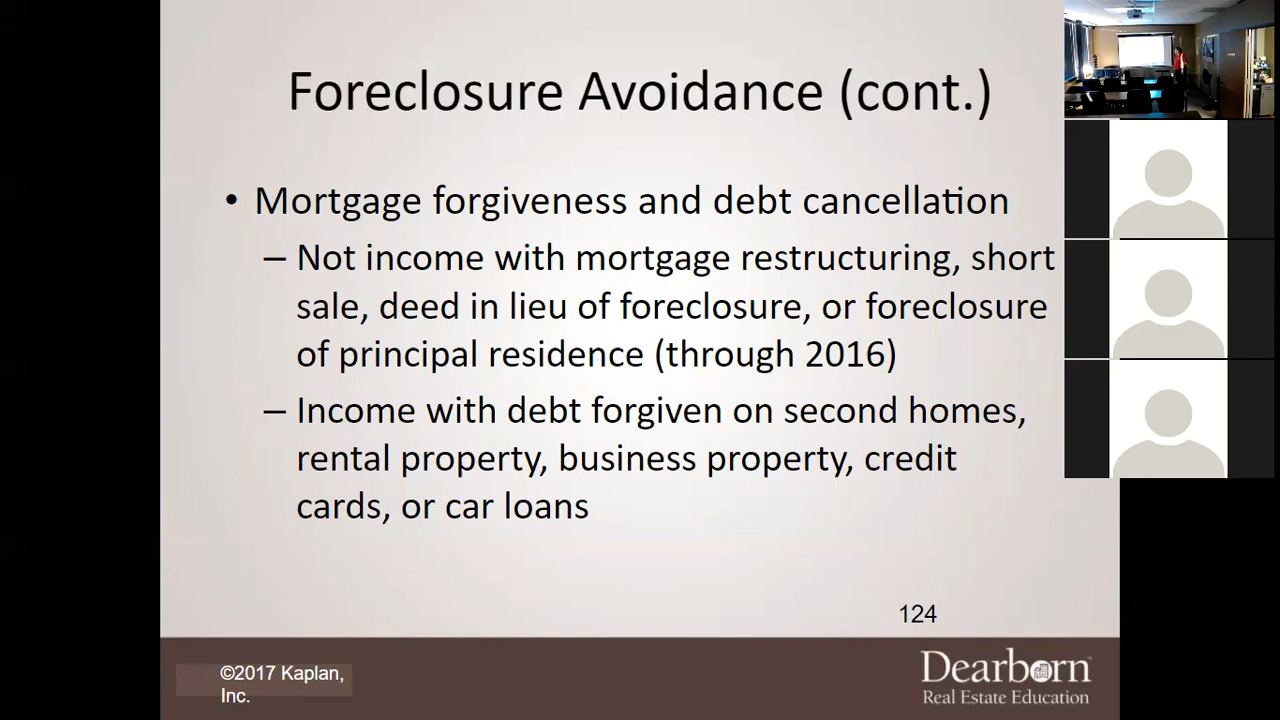 Foreclosure Avoidance (cont.)
• Mortgage forgiveness and debt cancellation
– Not income with mortgage restructuring, short
sale, deed in lieu of foreclosure, or foreclosure
of principal residence (through 2016)
– Income with debt forgiven on second homes,
rental property, business property, credit
cards, or car loans
124
©2017 Kaplan,
Inc.
Dearborn™
Real Estate Education